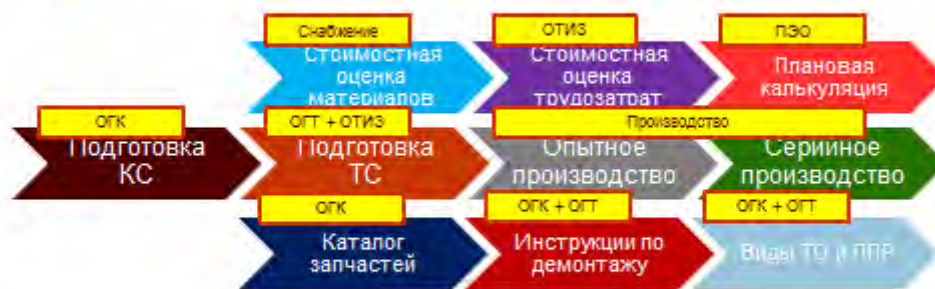 Снабжение
Стоимостная
оценка
материалов
ОТИЗ
Стоимостная
оценка
трудозатрат
ПЭО
Плановая
калькуляция
ОГК
Подготовка
КС
ОГТ + ОТИЗ
Подготовка
ТС
Производство
Опытное
производство
Серийное
производство
ОГК
Каталог
запчастей
ОГК + ОГТ
Инструкции по
демонтажу
ОГК + ОГТ
Виды ТО и ППР